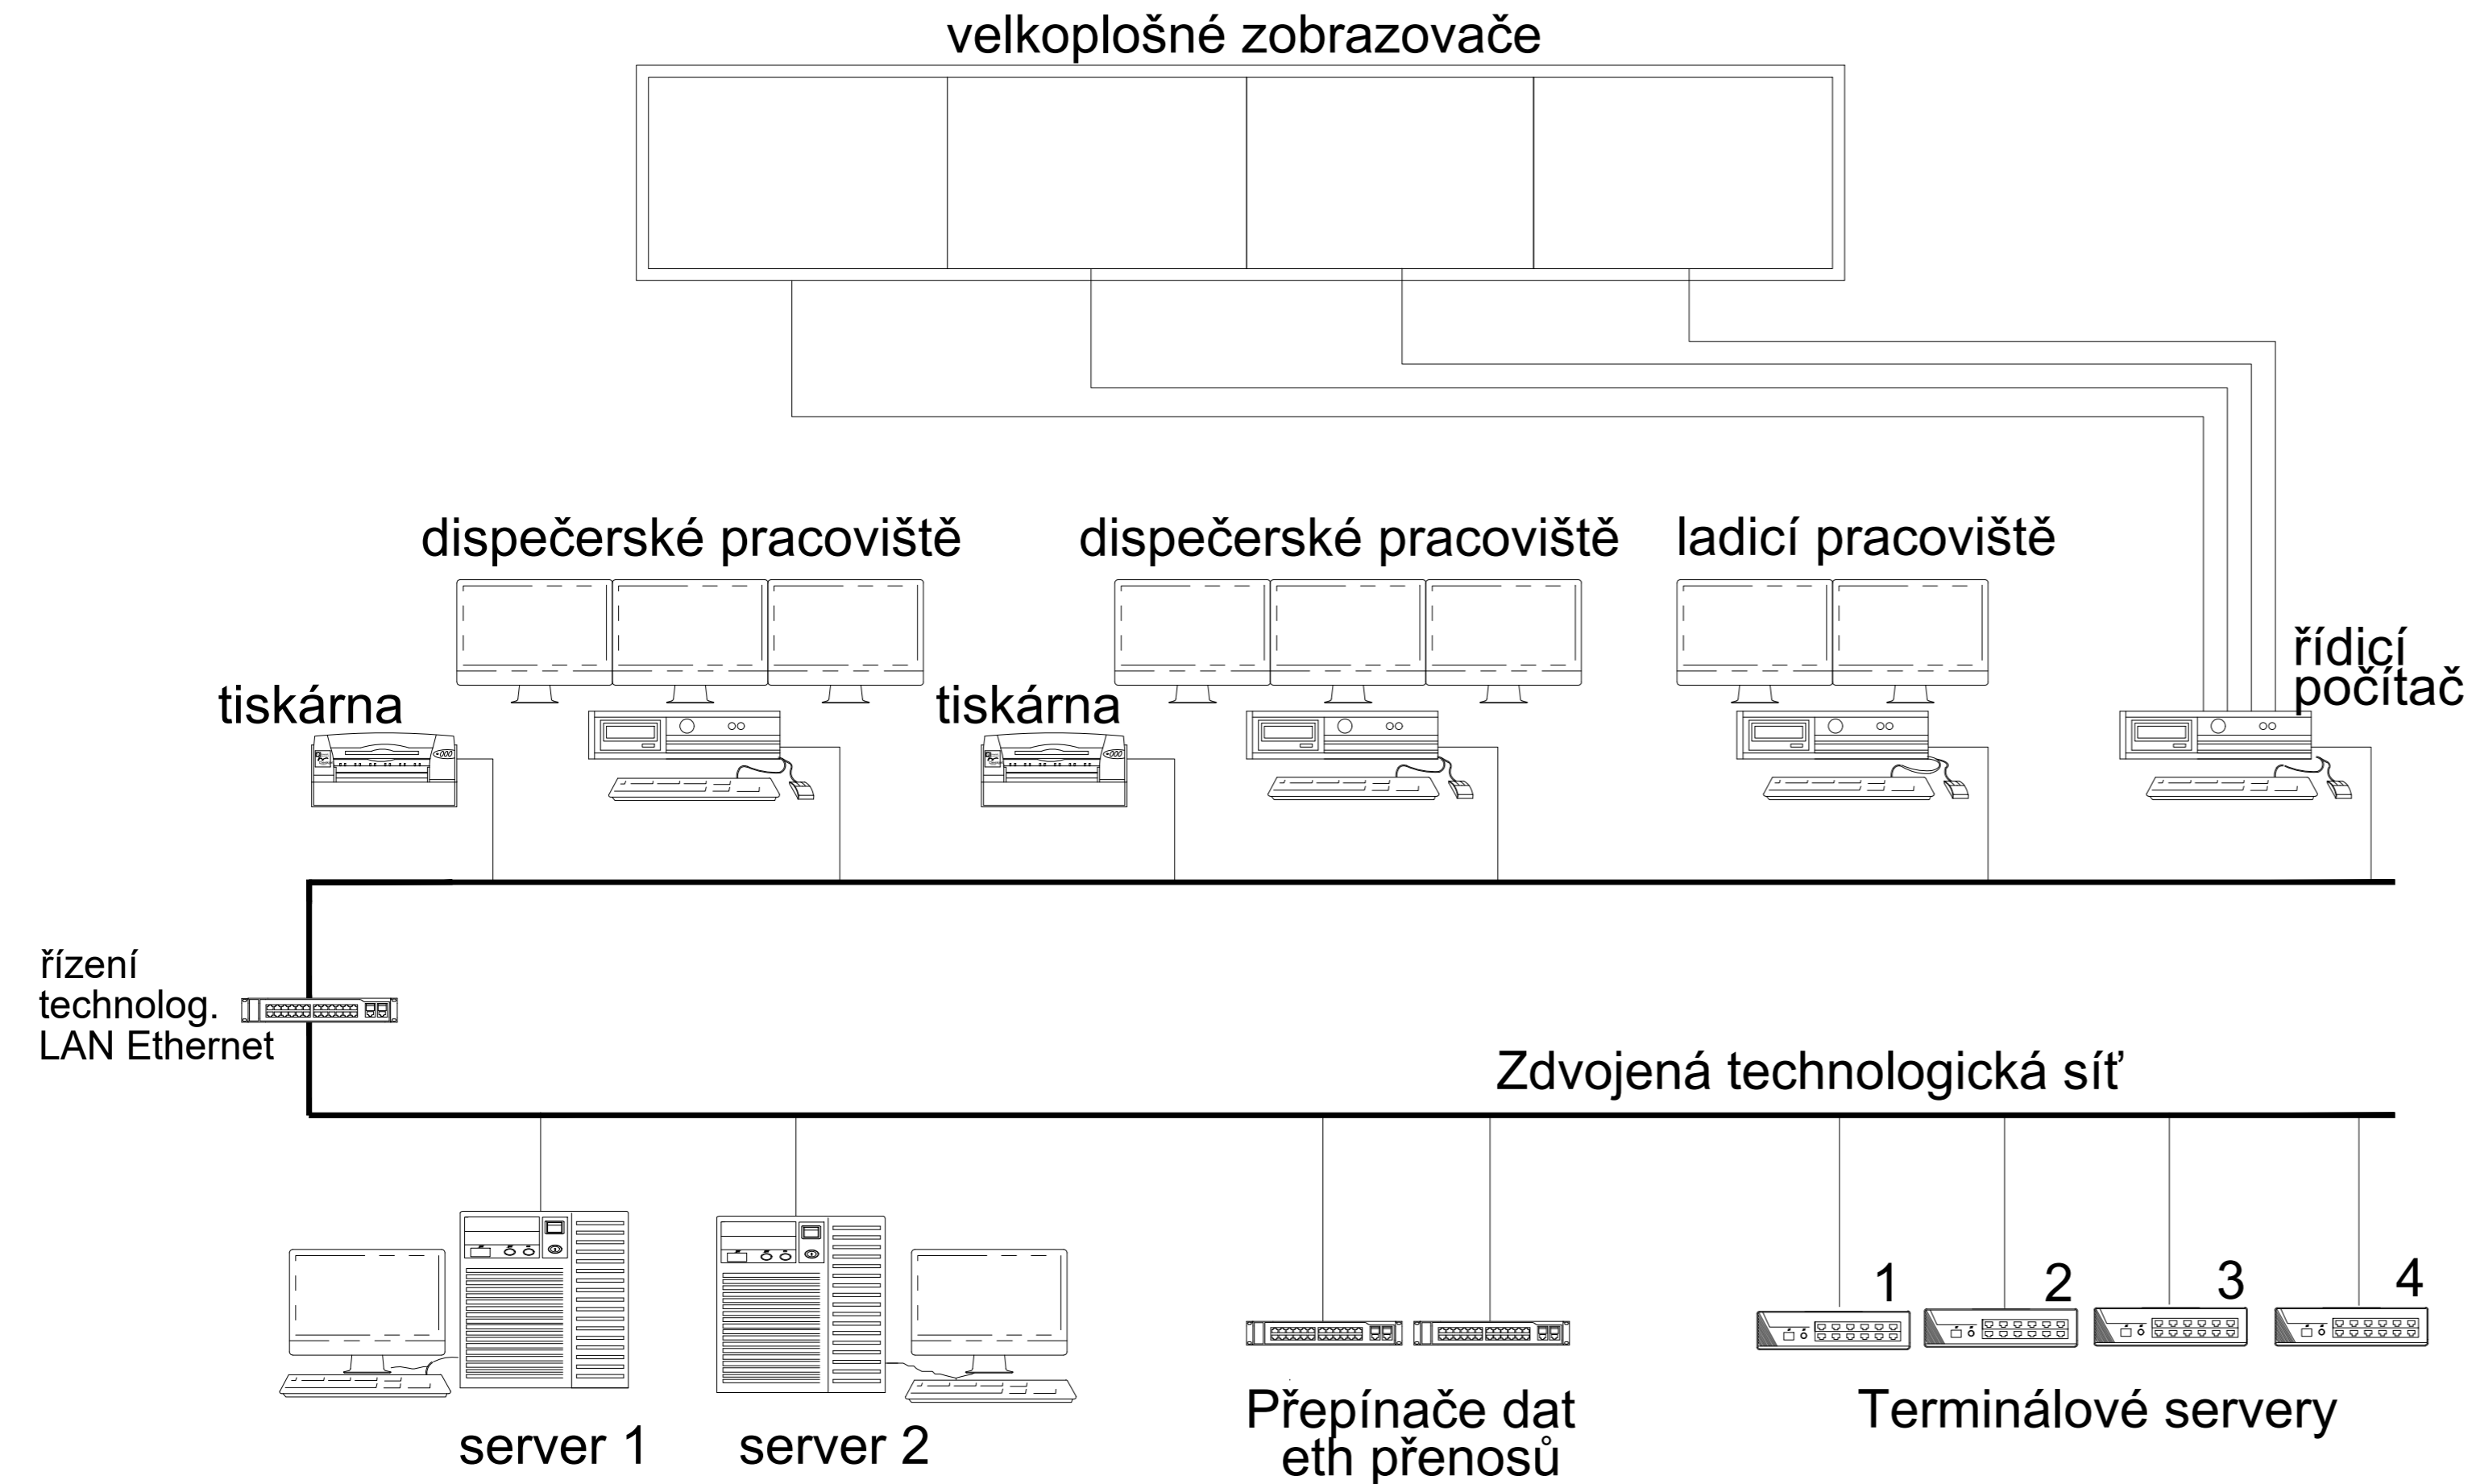 velkoplošné zobrazovače
dispečerské pracoviště
dispečerské pracoviště
ladicí pracoviště
řídicí
počítač
tiskárna
tiskárna
řízení
technolog.
LAN Ethernet
Zdvojená technologická síť
1
2
3
4
server 1
server 2
Přepínače dat
eth přenosů
Terminálové servery